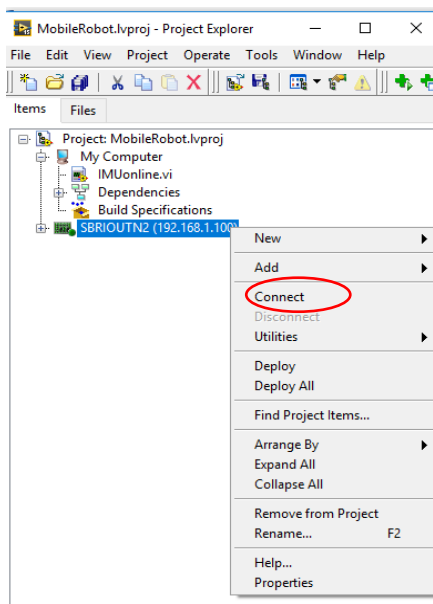 MobileRobot.lvproj - Project Explorer
File Edit View Project Operate Tools Window Help
Items Files
Project: MobileRobot.lvproj
My Computer
IMUonline.vi
Dependencies
Build Specifications
SBRIOUTN2 (192.168.1.100)
New
Add
Connect
Disconnect
Utilities
Deploy
Deploy All
Find Project Items...
Arrange By
Expand All
Collapse All
Remove from Project
Rename... F2
Help...
Properties